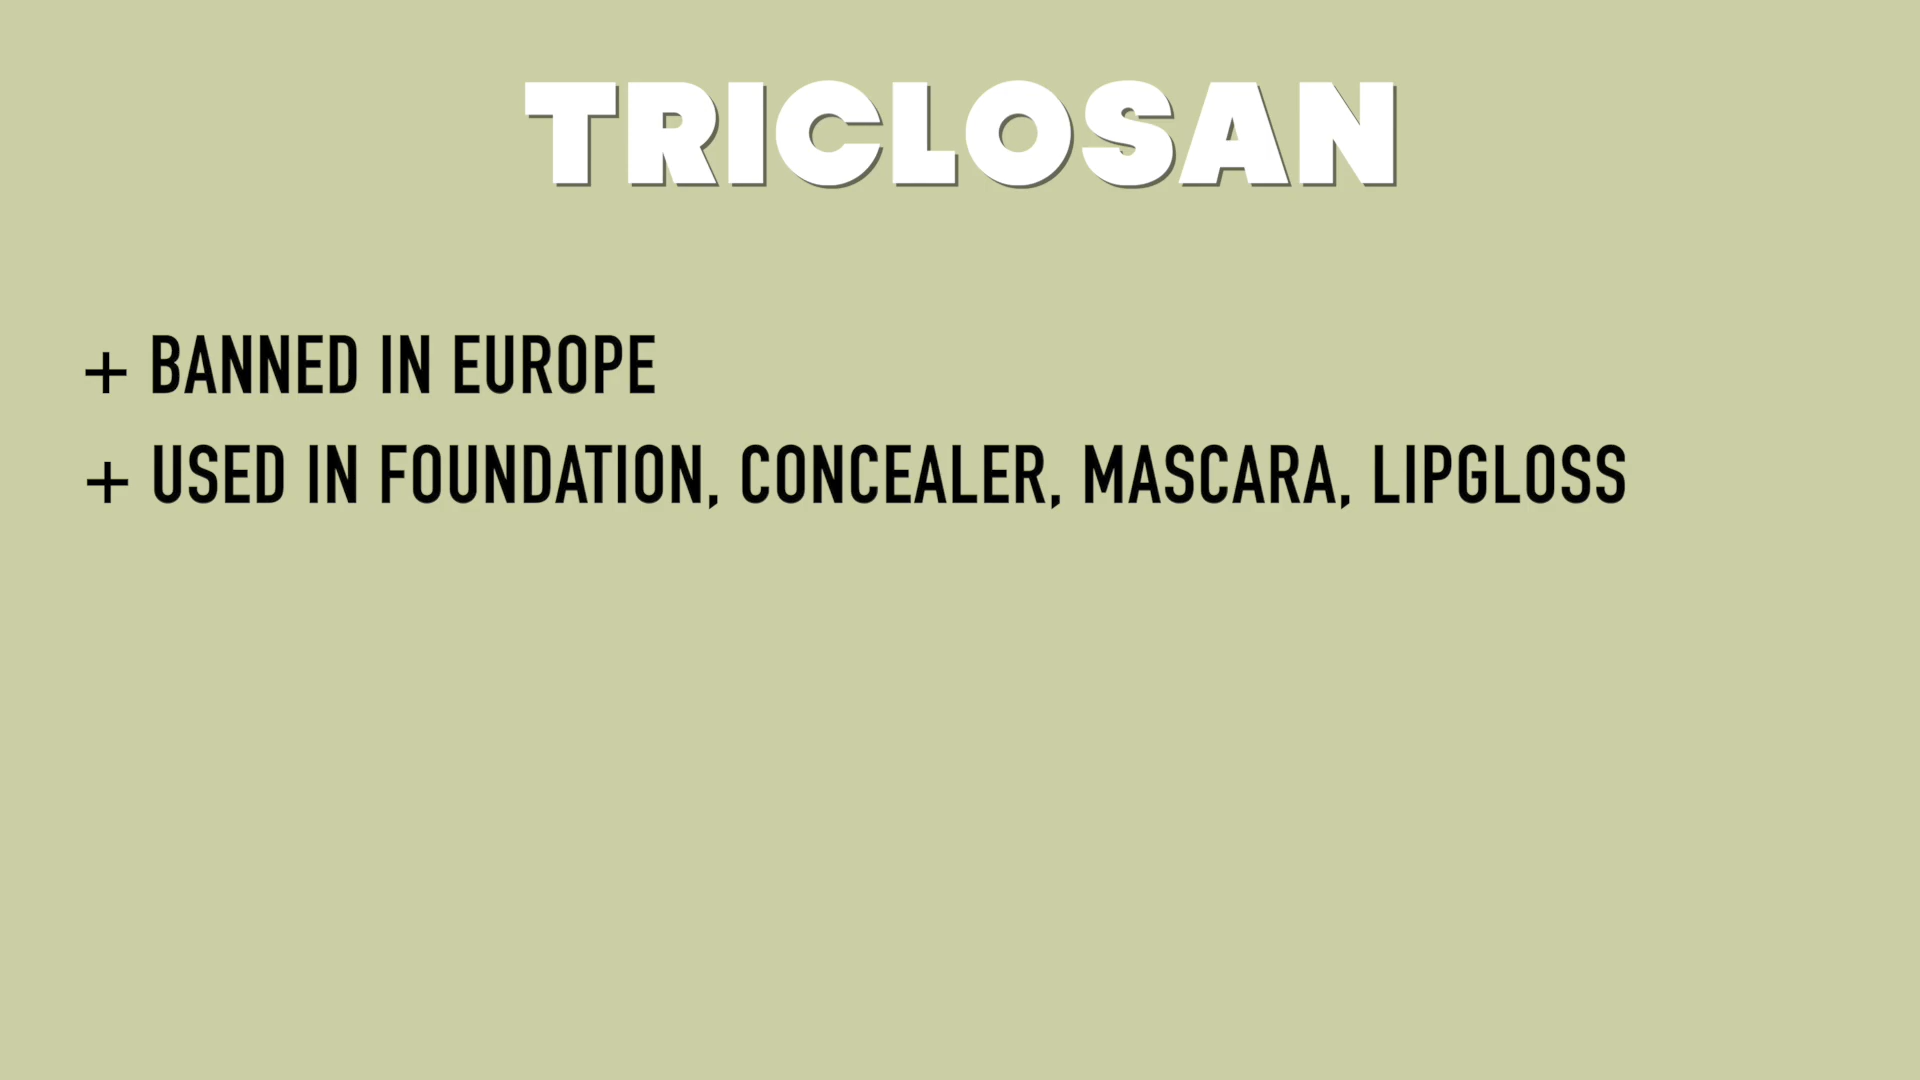 TRICLOSAN
+ BANNED IN EUROPE
+ USED IN FOUNDATION, CONCEALER, MASCARA, LIPGLOSS